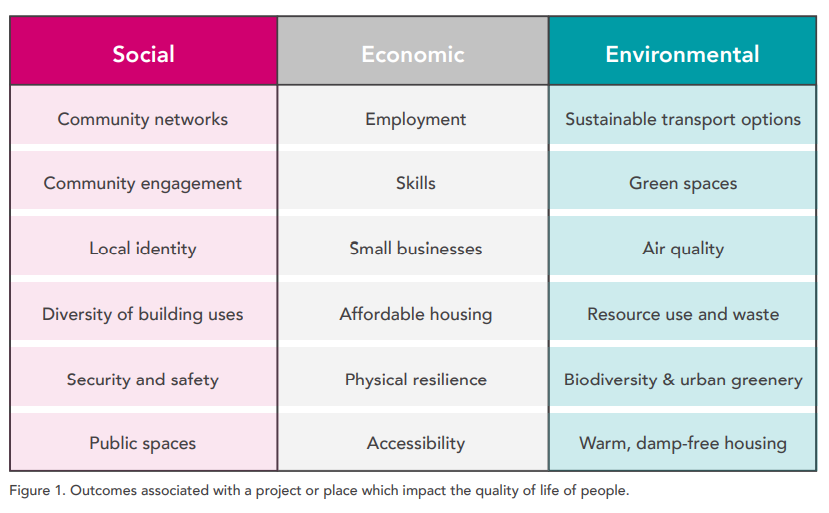 Social Economic Environmental
Community networks Employment Sustainable transport options
Community engagement Skills Green spaces
Local identity Small businesses Air quality
Diversity of building uses Affordable housing Resource use and waste
Security and safety Physical resilience Biodiversity & urban greenery
Public spaces Accessibility Warm, damp-free housing
Figure 1. Outcomes associated with a project or place which impact the quality of life of people.